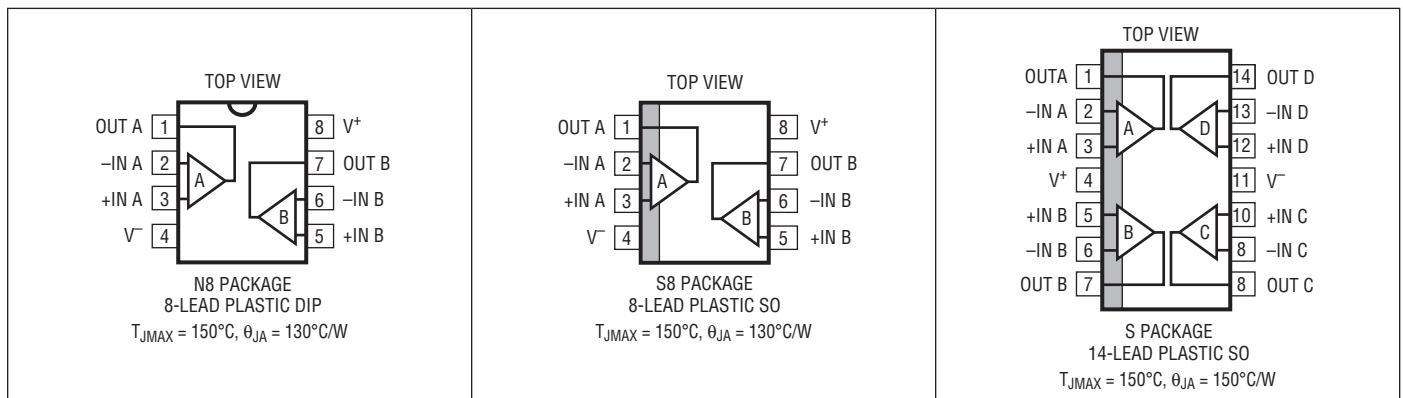 TOP VIEW
OUT A 1
–IN A 2
+IN A 3
V– 4
8 V+
7 OUT B
6 –IN B
5 +IN B
A
B
N8 PACKAGE
8-LEAD PLASTIC DIP
TJMAX = 150°C, θJA = 130°C/W
TOP VIEW
OUT A 1
–IN A 2
+IN A 3
V– 4
8 V+
7 OUT B
6 –IN B
5 +IN B
A
B
S8 PACKAGE
8-LEAD PLASTIC SO
TJMAX = 150°C, θJA = 130°C/W
TOP VIEW
OUTA 1
–IN A 2
+IN A 3
V+ 4
+IN B 5
–IN B 6
OUT B 7
14 OUT D
13 –IN D
12 +IN D
11 V–
10 +IN C
8 –IN C
8 OUT C
A
D
B
C
S PACKAGE
14-LEAD PLASTIC SO
TJMAX = 150°C, θJA = 150°C/W